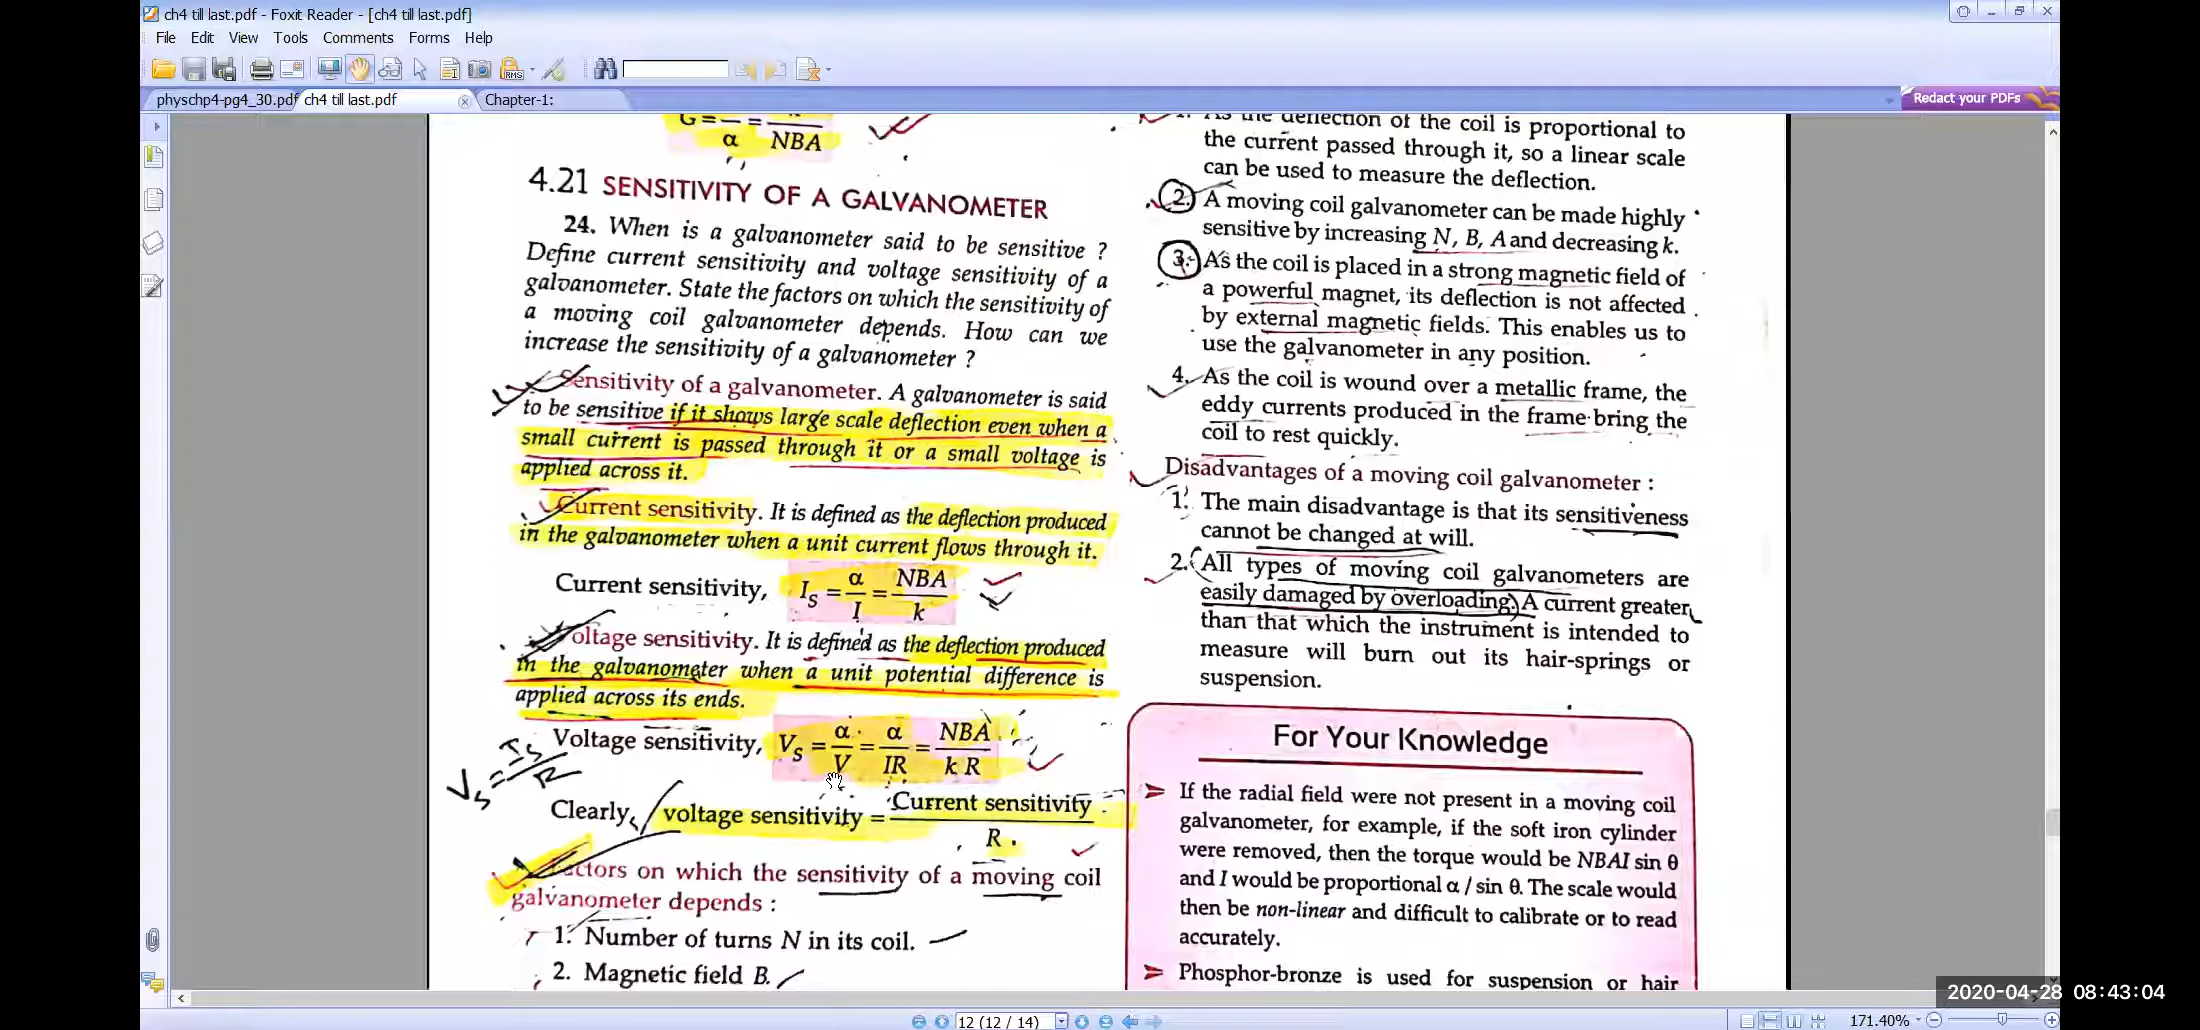 ch4 till last.pdf - Foxit Reader - [ch4 till last.pdf]
File Edit View Tools Comments Forms Help
physchp4-pg4_30.pdf ch4 till last.pdf Chapter-1:
Redact your PDFs
G = — = —
α NBA
4.21 SENSITIVITY OF A GALVANOMETER
24. When is a galvanometer said to be sensitive ?
Define current sensitivity and voltage sensitivity of a
galvanometer. State the factors on which the sensitivity of
a moving coil galvanometer depends. How can we
increase the sensitivity of a galvanometer ?
Sensitivity of a galvanometer. A galvanometer is said
to be sensitive if it shows large scale deflection even when a
small current is passed through it or a small voltage is
applied across it.
Current sensitivity. It is defined as the deflection produced
in the galvanometer when a unit current flows through it.
Current sensitivity, I_S = α/I = NBA/k
oltage sensitivity. It is defined as the deflection produced
in the galvanometer when a unit potential difference is
applied across its ends.
Voltage sensitivity, V_S = α/V = α/IR = NBA/k R
V_s = I_s/R
Clearly, voltage sensitivity = Current sensitivity / R .
ctors on which the sensitivity of a moving coil
galvanometer depends :
1. Number of turns N in its coil.
2. Magnetic field B.
1. As the deflection of the coil is proportional to
the current passed through it, so a linear scale
can be used to measure the deflection.
2. A moving coil galvanometer can be made highly
sensitive by increasing N, B, A and decreasing k.
3. As the coil is placed in a strong magnetic field of
a powerful magnet, its deflection is not affected
by external magnetic fields. This enables us to
use the galvanometer in any position.
4. As the coil is wound over a metallic frame, the
eddy currents produced in the frame bring the
coil to rest quickly.
Disadvantages of a moving coil galvanometer :
1. The main disadvantage is that its sensitiveness
cannot be changed at will.
2. All types of moving coil galvanometers are
easily damaged by overloading. A current greater
than that which the instrument is intended to
measure will burn out its hair-springs or
suspension.
For Your Knowledge
➢ If the radial field were not present in a moving coil
galvanometer, for example, if the soft iron cylinder
were removed, then the torque would be NBAI sin θ
and I would be proportional α / sin θ. The scale would
then be non-linear and difficult to calibrate or to read
accurately.
➢ Phosphor-bronze is used for suspension or hair
2020-04-28 08:43:04
12 (12 / 14)
171.40%